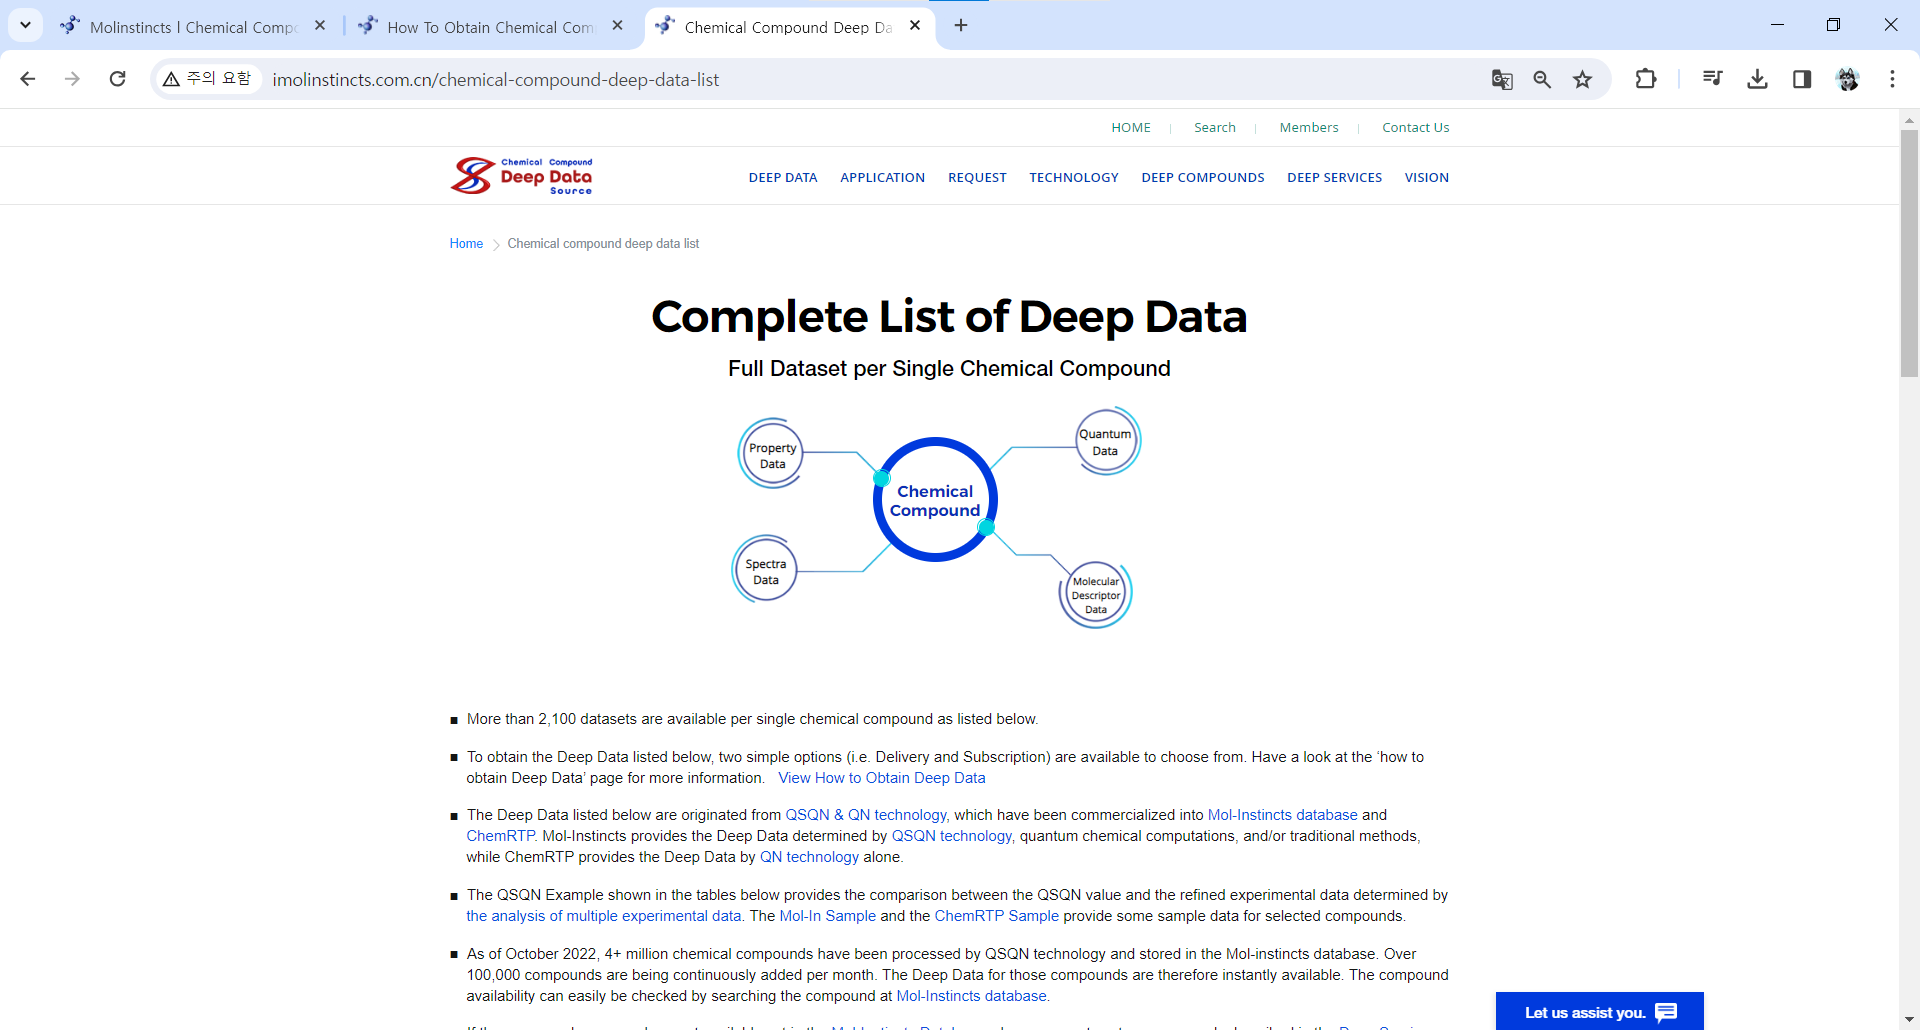 Molinstincts l Chemical Compo
How To Obtain Chemical Com
Chemical Compound Deep Da
주의 요함
imolinstincts.com.cn/chemical-compound-deep-data-list
HOME | Search | Members | Contact Us
Chemical Compound
Deep Data
Source
DEEP DATA APPLICATION REQUEST TECHNOLOGY DEEP COMPOUNDS DEEP SERVICES VISION
Home Chemical compound deep data list
Complete List of Deep Data
Full Dataset per Single Chemical Compound
Property
Data
Quantum
Data
Chemical
Compound
Spectra
Data
Molecular
Descriptor
Data
■ More than 2,100 datasets are available per single chemical compound as listed below.
■ To obtain the Deep Data listed below, two simple options (i.e. Delivery and Subscription) are available to choose from. Have a look at the ‘how to
obtain Deep Data’ page for more information. View How to Obtain Deep Data
■ The Deep Data listed below are originated from QSQN & QN technology, which have been commercialized into Mol-Instincts database and
ChemRTP. Mol-Instincts provides the Deep Data determined by QSQN technology, quantum chemical computations, and/or traditional methods,
while ChemRTP provides the Deep Data by QN technology alone.
■ The QSQN Example shown in the tables below provides the comparison between the QSQN value and the refined experimental data determined by
the analysis of multiple experimental data. The Mol-In Sample and the ChemRTP Sample provide some sample data for selected compounds.
■ As of October 2022, 4+ million chemical compounds have been processed by QSQN technology and stored in the Mol-instincts database. Over
100,000 compounds are being continuously added per month. The Deep Data for those compounds are therefore instantly available. The compound
availability can easily be checked by searching the compound at Mol-Instincts database.
Let us assist you.